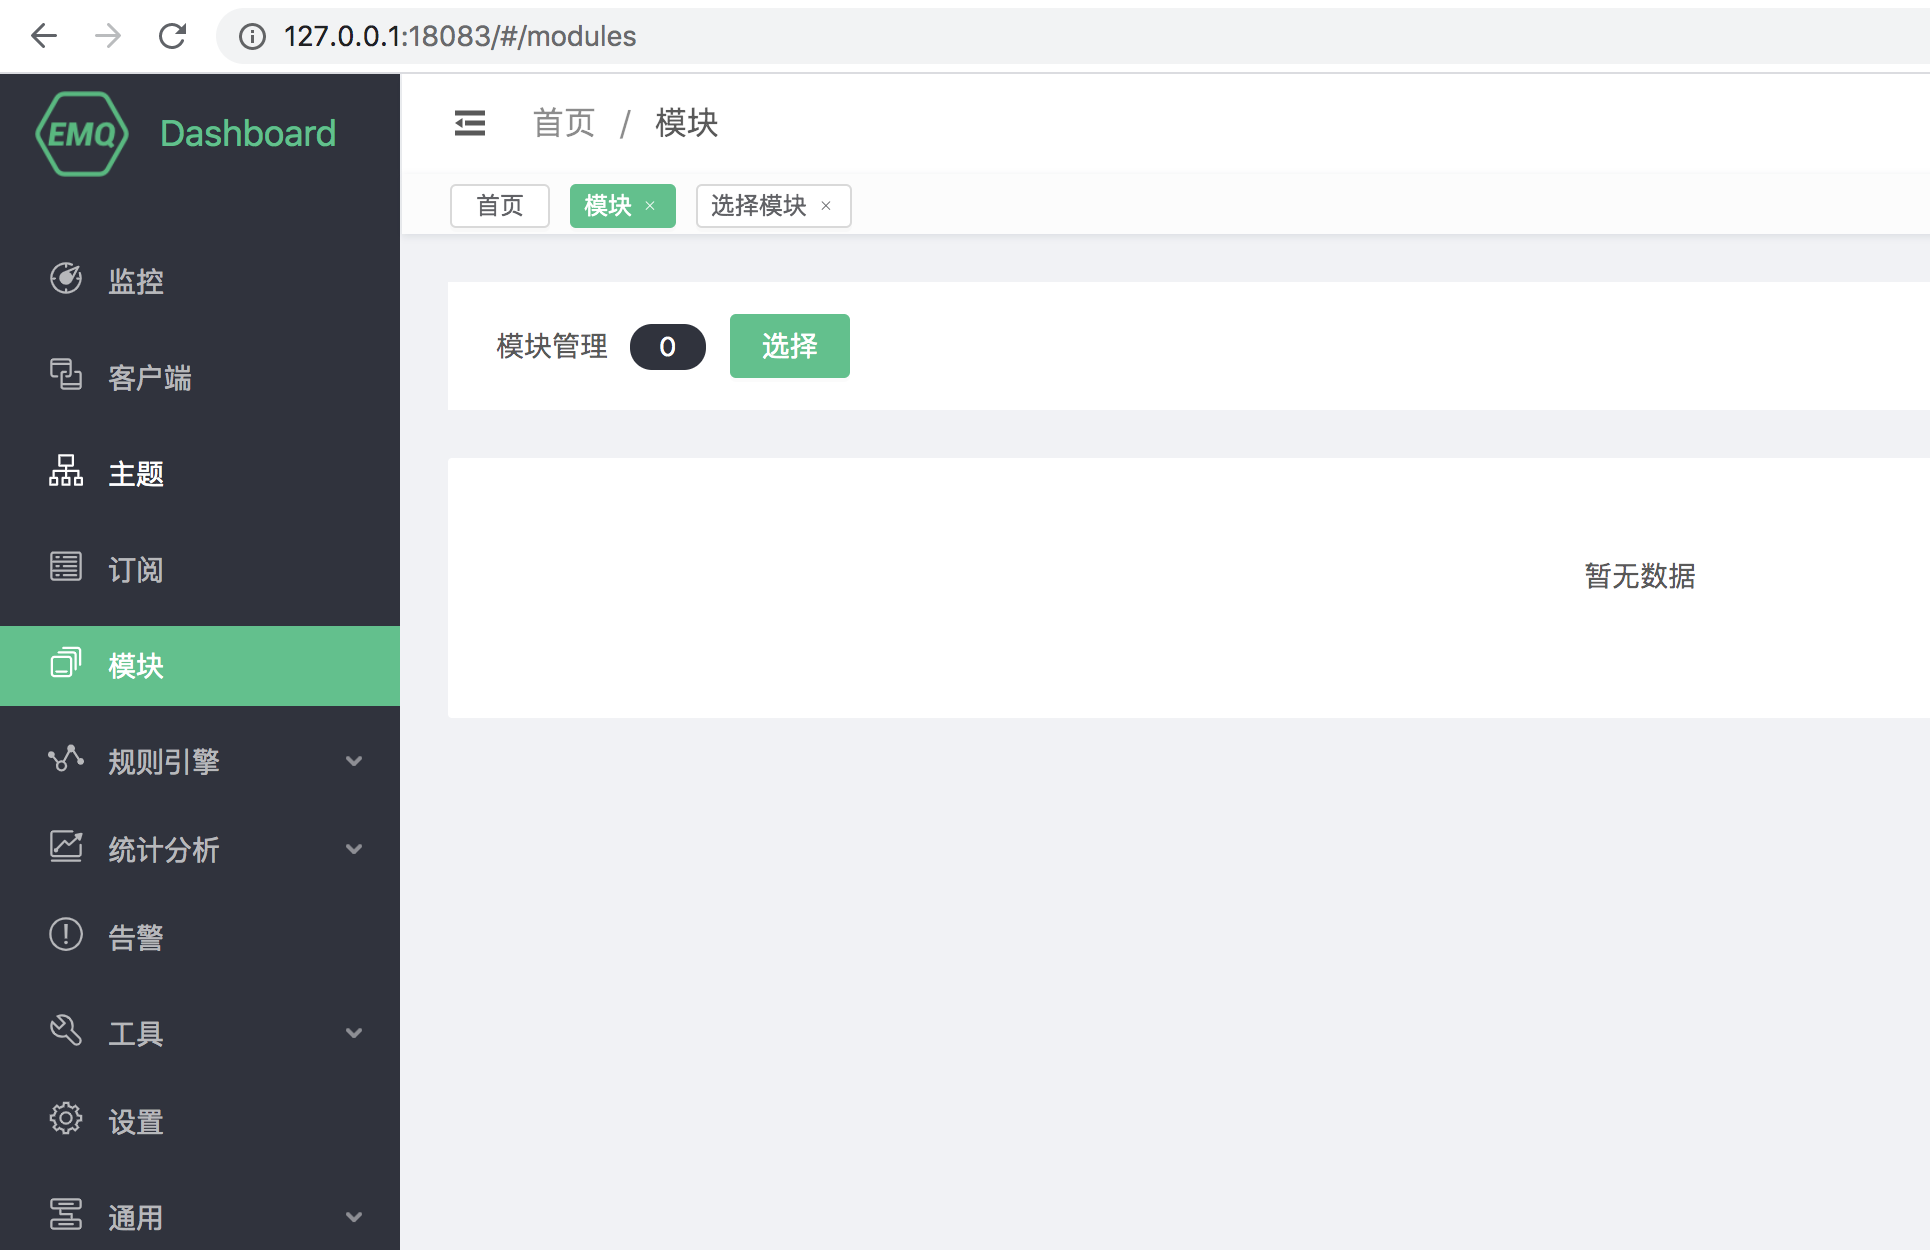 127.0.0.1:18083/#/modules
EMQ Dashboard
首页 / 模块
首页 模块 × 选择模块 ×
监控
客户端
主题
订阅
模块
规则引擎
统计分析
告警
工具
设置
通用
模块管理 0 选择
暂无数据